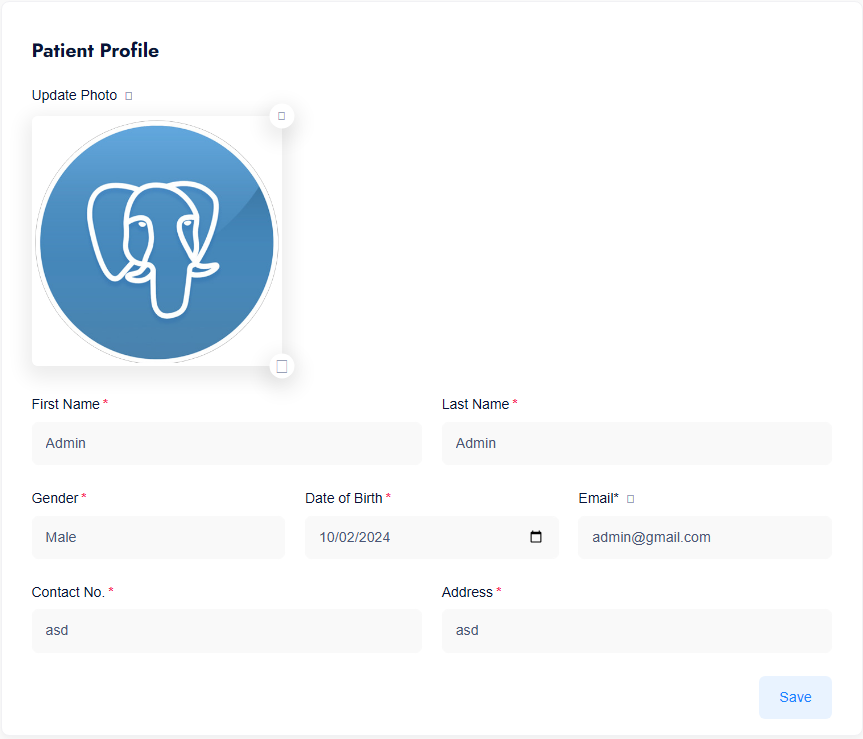 Patient Profile
Update Photo
First Name * Last Name *
Admin Admin
Gender * Date of Birth * Email*
Male 10/02/2024 admin@gmail.com
Contact No. * Address *
asd asd
Save